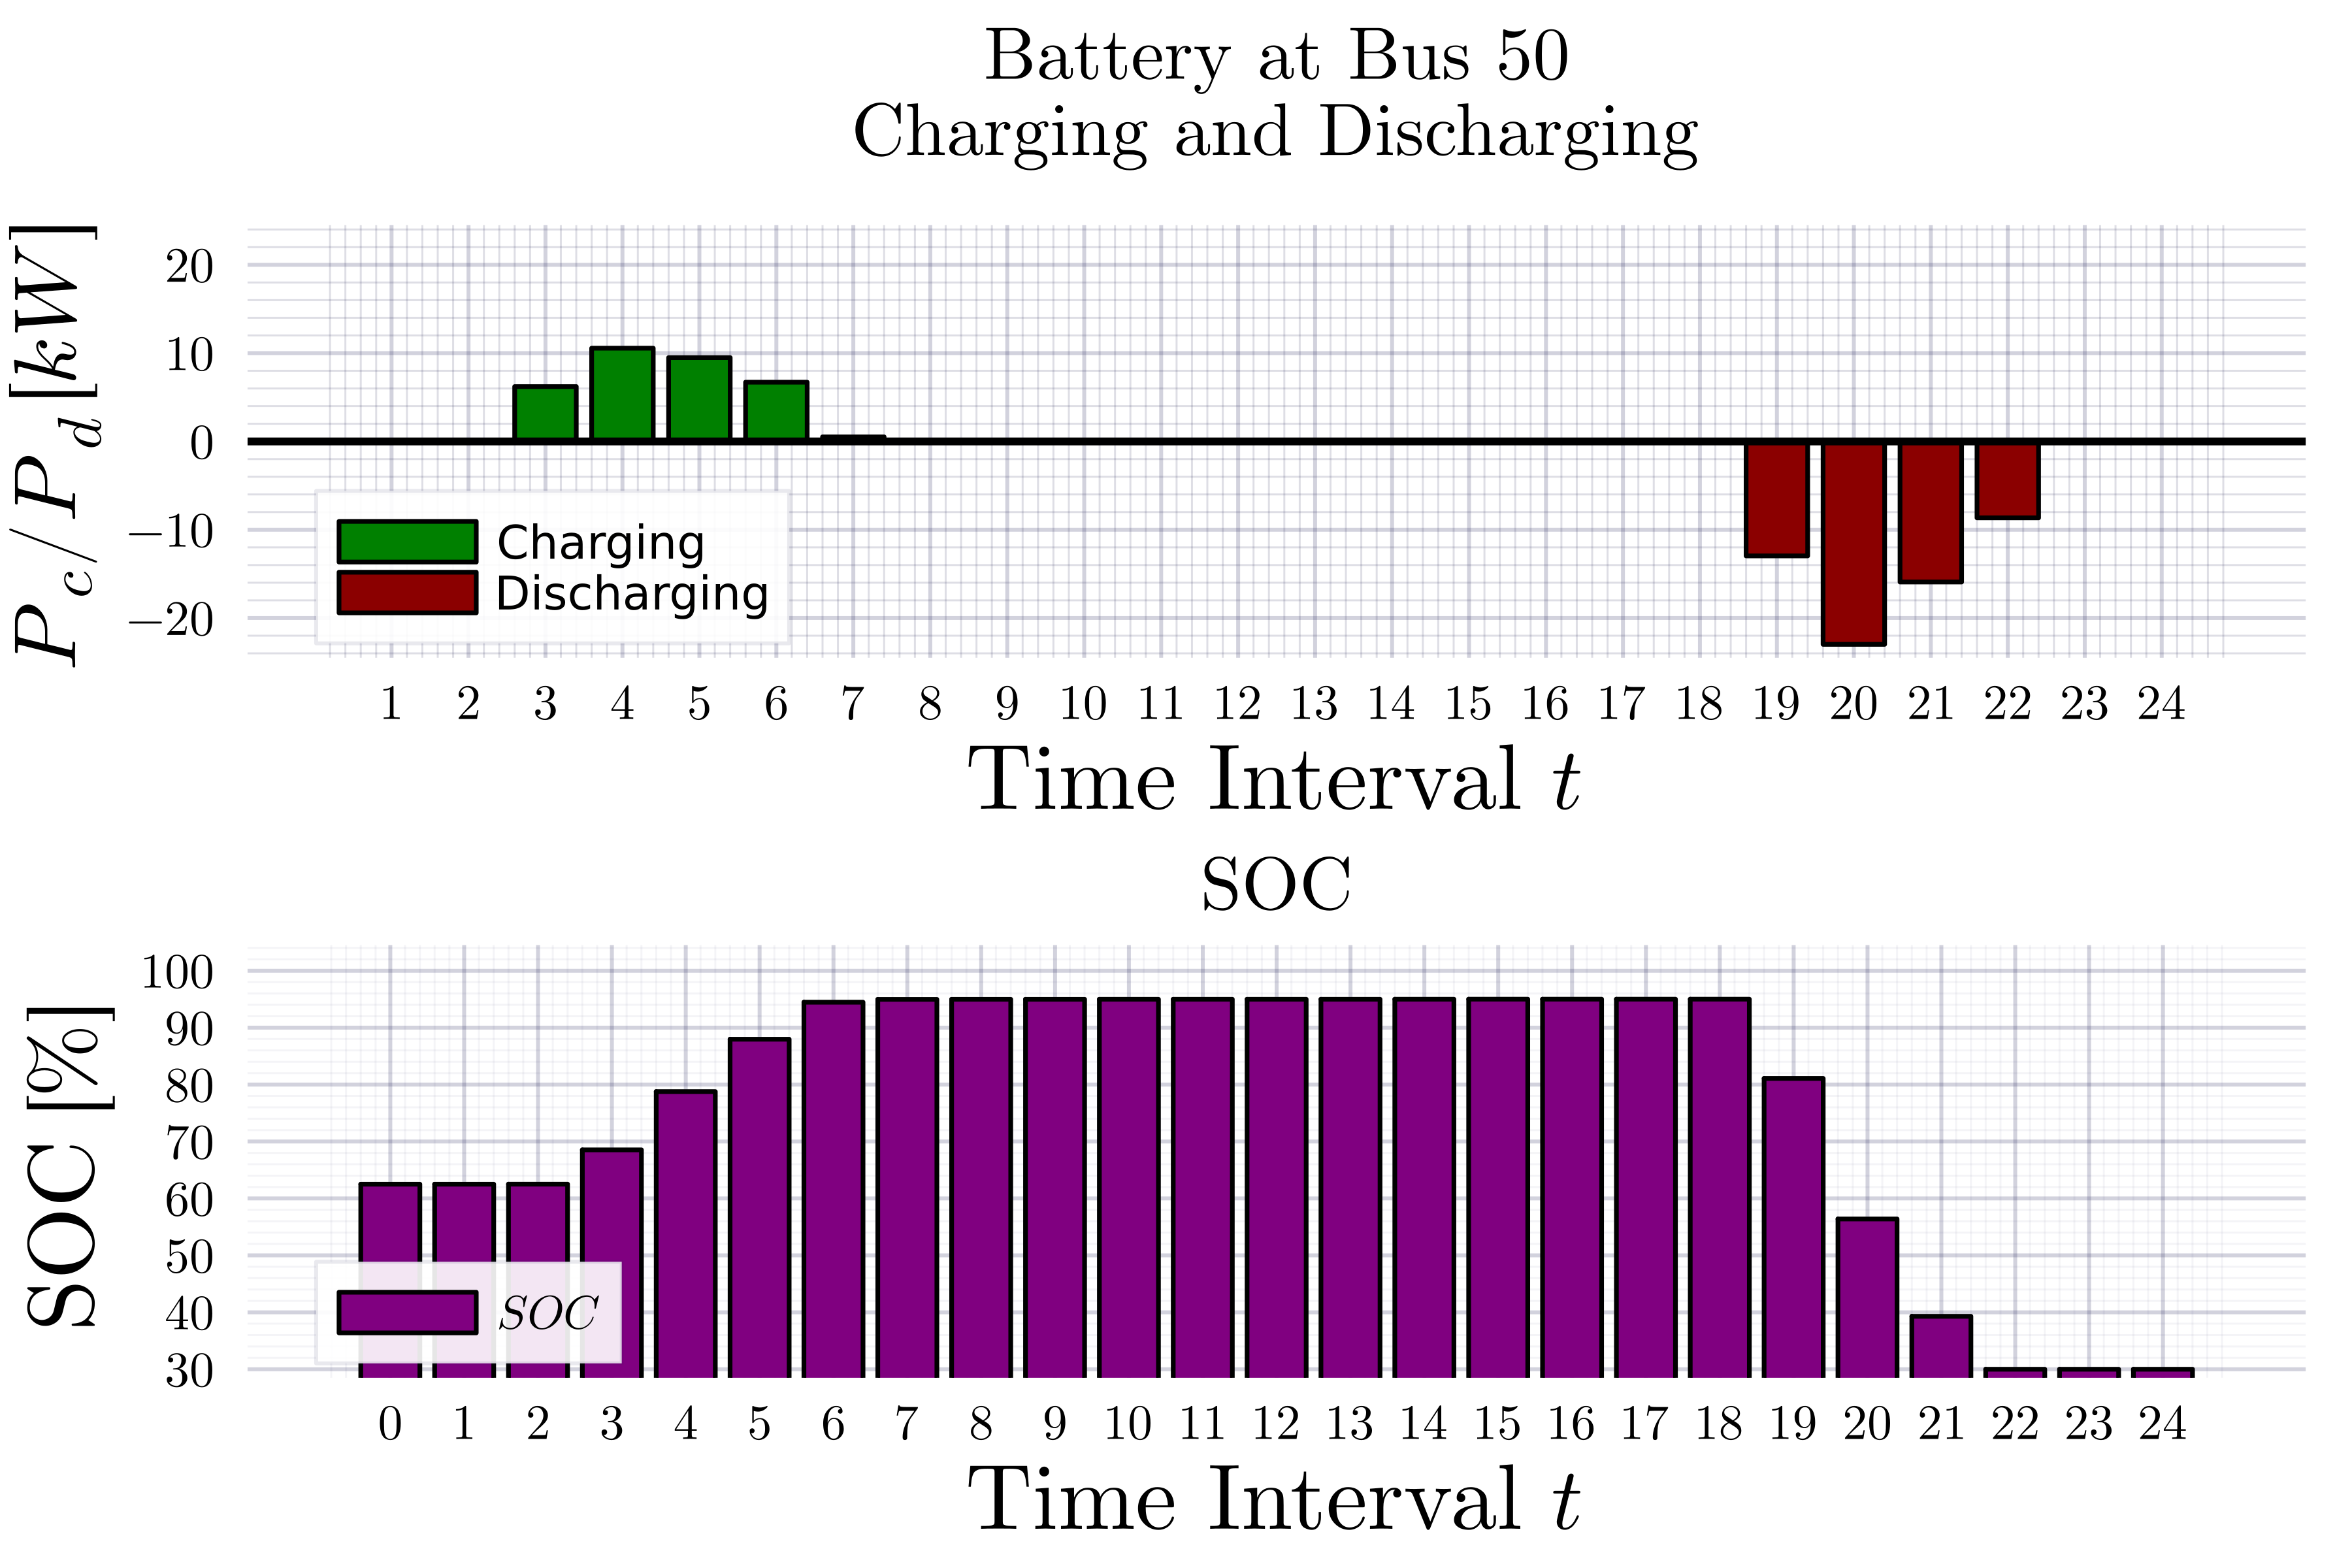 Battery at Bus 50
Charging and Discharging
P_c/P_d [kW]
20
10
0
−10
−20
Charging
Discharging
1 2 3 4 5 6 7 8 9 10 11 12 13 14 15 16 17 18 19 20 21 22 23 24
Time Interval t
SOC
SOC [%]
100
90
80
70
60
50
40
30
SOC
0 1 2 3 4 5 6 7 8 9 10 11 12 13 14 15 16 17 18 19 20 21 22 23 24
Time Interval t